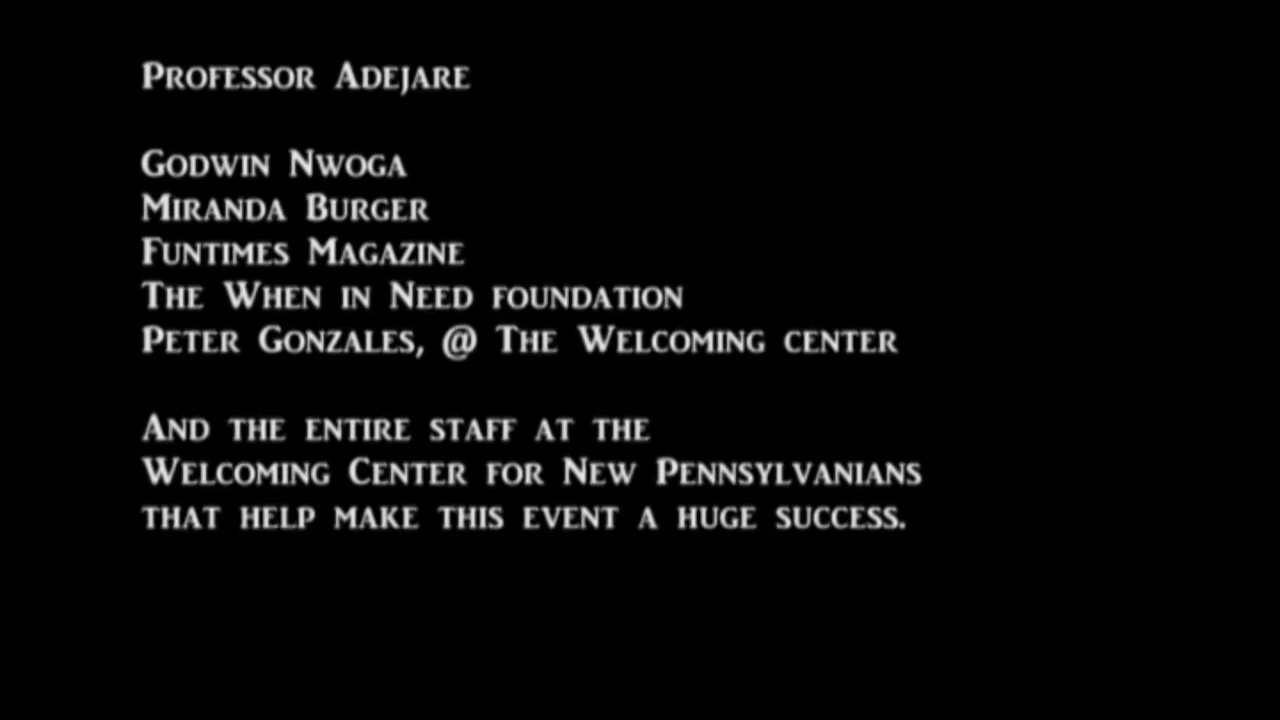 Professor Adejare
Godwin Nwoga
Miranda Burger
Funtimes Magazine
The When in Need foundation
Peter Gonzales, @ The Welcoming center
And the entire staff at the
Welcoming Center for New Pennsylvanians
that help make this event a huge success.